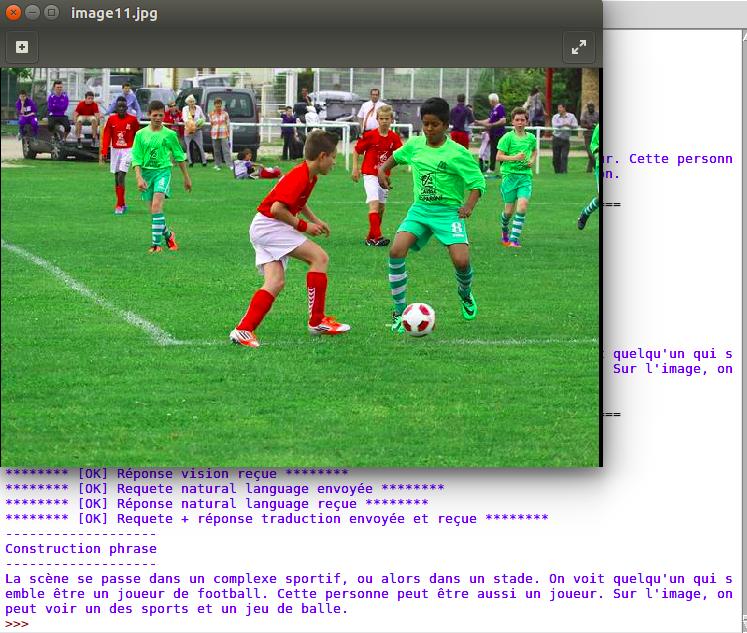 image11.jpg
r. Cette personn
on.
===
8
quelqu'un qui s
Sur l'image, on
===
******** [OK] Réponse vision reçue ********
******** [OK] Requete natural language envoyée ********
******** [OK] Réponse natural language reçue ********
******** [OK] Requete + réponse traduction envoyée et reçue ********
-------------------
Construction phrase
-------------------
La scène se passe dans un complexe sportif, ou alors dans un stade. On voit quelqu'un qui s
emble être un joueur de football. Cette personne peut être aussi un joueur. Sur l'image, on
peut voir un des sports et un jeu de balle.
>>>